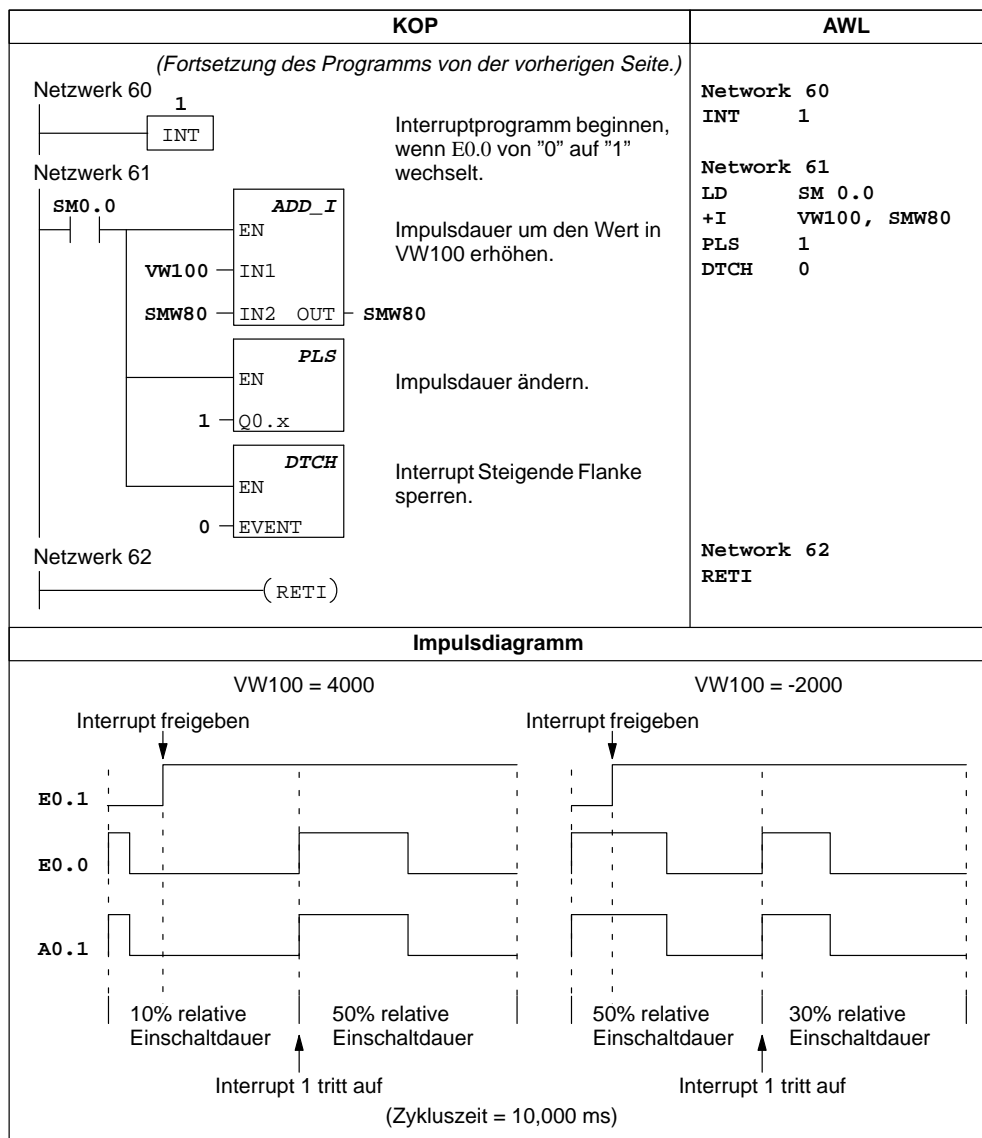 KOP
AWL
(Fortsetzung des Programms von der vorherigen Seite.)
Netzwerk 60
1
INT
Interruptprogramm beginnen,
wenn E0.0 von ”0” auf ”1”
wechselt.
Netzwerk 61
SM0.0
ADD_I
EN
VW100
IN1
SMW80
IN2 OUT
SMW80
Impulsdauer um den Wert in
VW100 erhöhen.
PLS
EN
1
Q0.x
Impulsdauer ändern.
DTCH
EN
0
EVENT
Interrupt Steigende Flanke
sperren.
Netzwerk 62
RETI
Network 60
INT 1
Network 61
LD SM 0.0
+I VW100, SMW80
PLS 1
DTCH 0
Network 62
RETI
Impulsdiagramm
VW100 = 4000
VW100 = -2000
Interrupt freigeben
Interrupt freigeben
E0.1
E0.0
A0.1
10% relative
Einschaltdauer
50% relative
Einschaltdauer
50% relative
Einschaltdauer
30% relative
Einschaltdauer
Interrupt 1 tritt auf
Interrupt 1 tritt auf
(Zykluszeit = 10,000 ms)